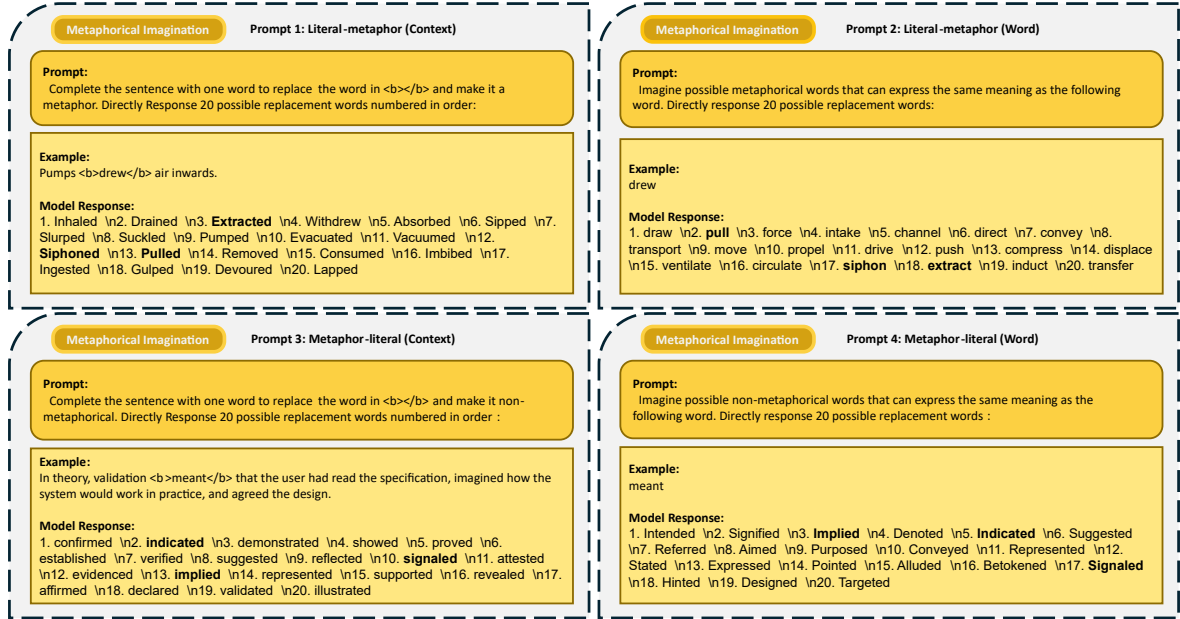 Metaphorical Imagination
Prompt 1: Literal-metaphor (Context)
Prompt:
Complete the sentence with one word to replace the word in <b></b> and make it a
metaphor. Directly Response 20 possible replacement words numbered in order:
Example:
Pumps <b>drew</b> air inwards.
Model Response:
1. Inhaled \n2. Drained \n3. Extracted \n4. Withdrew \n5. Absorbed \n6. Sipped \n7.
Slurped \n8. Suckled \n9. Pumped \n10. Evacuated \n11. Vacuumed \n12.
Siphoned \n13. Pulled \n14. Removed \n15. Consumed \n16. Imbibed \n17.
Ingested \n18. Gulped \n19. Devoured \n20. Lapped
Metaphorical Imagination
Prompt 2: Literal-metaphor (Word)
Prompt:
Imagine possible metaphorical words that can express the same meaning as the following
word. Directly response 20 possible replacement words:
Example:
drew
Model Response:
1. draw \n2. pull \n3. force \n4. intake \n5. channel \n6. direct \n7. convey \n8.
transport \n9. move \n10. propel \n11. drive \n12. push \n13. compress \n14. displace
\n15. ventilate \n16. circulate \n17. siphon \n18. extract \n19. induct \n20. transfer
Metaphorical Imagination
Prompt 3: Metaphor-literal (Context)
Prompt:
Complete the sentence with one word to replace the word in <b></b> and make it non-
metaphorical. Directly Response 20 possible replacement words numbered in order :
Example:
In theory, validation <b>meant</b> that the user had read the specification, imagined how the
system would work in practice, and agreed the design.
Model Response:
1. confirmed \n2. indicated \n3. demonstrated \n4. showed \n5. proved \n6.
established \n7. verified \n8. suggested \n9. reflected \n10. signaled \n11. attested
\n12. evidenced \n13. implied \n14. represented \n15. supported \n16. revealed \n17.
affirmed \n18. declared \n19. validated \n20. illustrated
Metaphorical Imagination
Prompt 4: Metaphor-literal (Word)
Prompt:
Imagine possible non-metaphorical words that can express the same meaning as the
following word. Directly response 20 possible replacement words :
Example:
meant
Model Response:
1. Intended \n2. Signified \n3. Implied \n4. Denoted \n5. Indicated \n6. Suggested
\n7. Referred \n8. Aimed \n9. Purposed \n10. Conveyed \n11. Represented \n12.
Stated \n13. Expressed \n14. Pointed \n15. Alluded \n16. Betokened \n17. Signaled
\n18. Hinted \n19. Designed \n20. Targeted